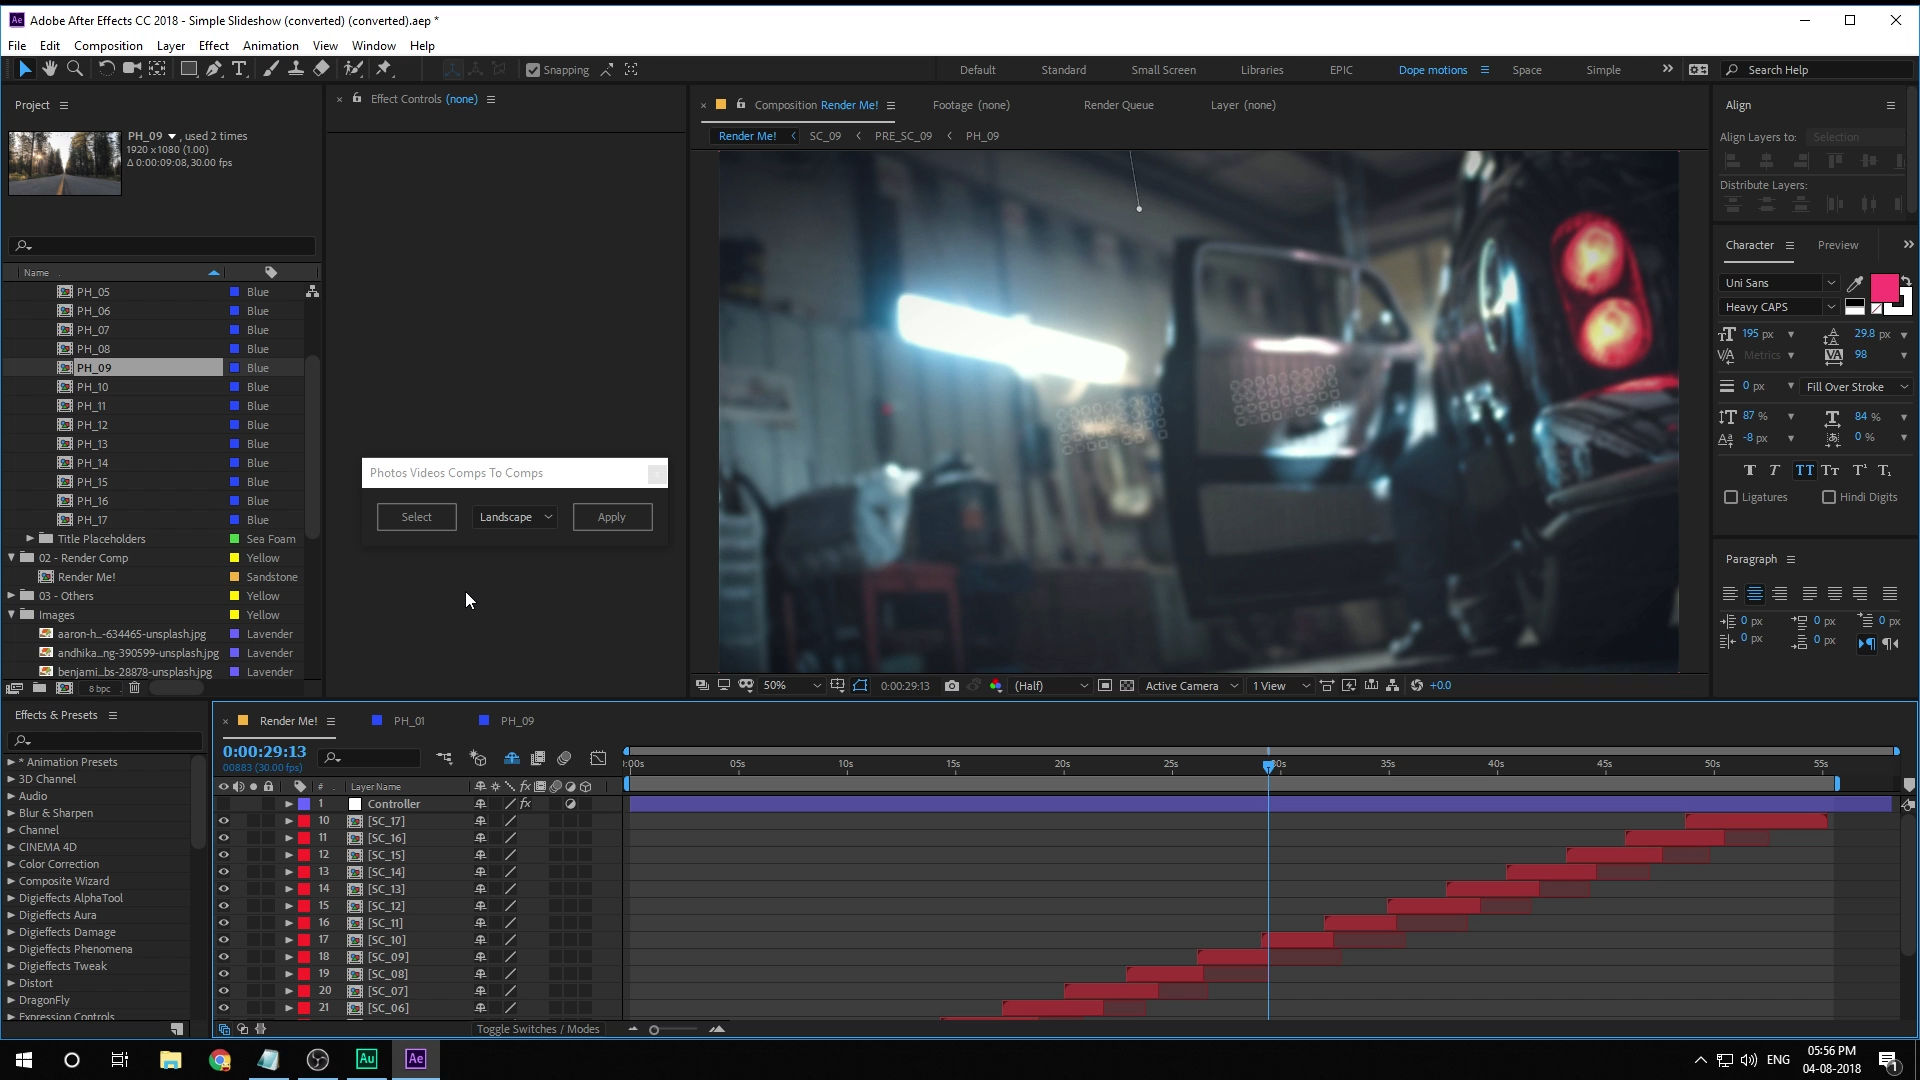 Adobe After Effects CC 2018 - Simple Slideshow (converted) (converted).aep *
File Edit Composition Layer Effect Animation View Window Help
Snapping
Default Standard Small Screen Libraries EPIC Dope motions Space Simple
Search Help
Project
PH_09 , used 2 times
1920 x 1080 (1.00)
Δ 0:00:09:08, 30.00 fps
Name
PH_05 Blue
PH_06 Blue
PH_07 Blue
PH_08 Blue
PH_09 Blue
PH_10 Blue
PH_11 Blue
PH_12 Blue
PH_13 Blue
PH_14 Blue
PH_15 Blue
PH_16 Blue
PH_17 Blue
Title Placeholders Sea Foam
02 - Render Comp Yellow
Render Me! Sandstone
03 - Others Yellow
Images Yellow
aaron-h...-634465-unsplash.jpg Lavender
andhika...ng-390599-unsplash.jpg Lavender
benjami...bs-28878-unsplash.jpg Lavender
8 bpc
Effect Controls (none)
Photos Videos Comps To Comps
Select Landscape Apply
Composition Render Me! Footage (none) Render Queue Layer (none)
Render Me! SC_09 PRE_SC_09 PH_09
50% 0:00:29:13 (Half) Active Camera 1 View +0.0
Align
Align Layers to: Selection
Distribute Layers:
Character Preview
Uni Sans
Heavy CAPS
195 px 29.8 px
Metrics 98
0 px Fill Over Stroke
87 % 84 %
-8 px 0 %
T T TT Tt T¹ T₁
Ligatures Hindi Digits
Paragraph
0 px 0 px 0 px
0 px 0 px
Effects & Presets
* Animation Presets
3D Channel
Audio
Blur & Sharpen
Channel
CINEMA 4D
Color Correction
Composite Wizard
Digieffects AlphaTool
Digieffects Aura
Digieffects Damage
Digieffects Phenomena
Digieffects Tweak
Distort
DragonFly
Expression Controls
Render Me! PH_01 PH_09
0:00:29:13
00883 (30.00 fps)
:00s 05s 10s 15s 20s 25s 30s 35s 40s 45s 50s 55s
# Layer Name fx
1 Controller fx
10 [SC_17]
11 [SC_16]
12 [SC_15]
13 [SC_14]
14 [SC_13]
15 [SC_12]
16 [SC_11]
17 [SC_10]
18 [SC_09]
19 [SC_08]
20 [SC_07]
21 [SC_06]
Toggle Switches / Modes
Au Ae
ENG
05:56 PM
04-08-2018
1